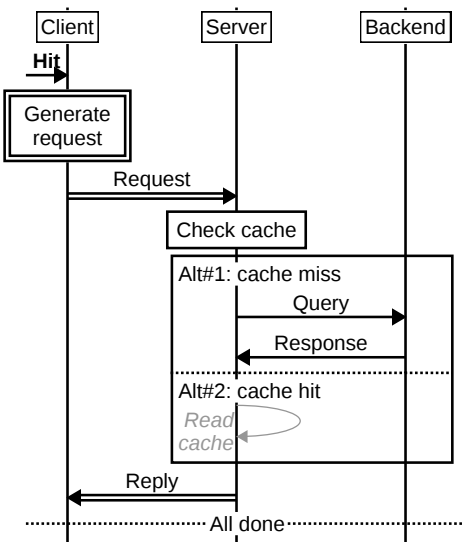 Client
Server
Backend
Hit
Generate
request
Request
Check cache
Alt#1: cache miss
Query
Response
Alt#2: cache hit
Read
cache
Reply
All done